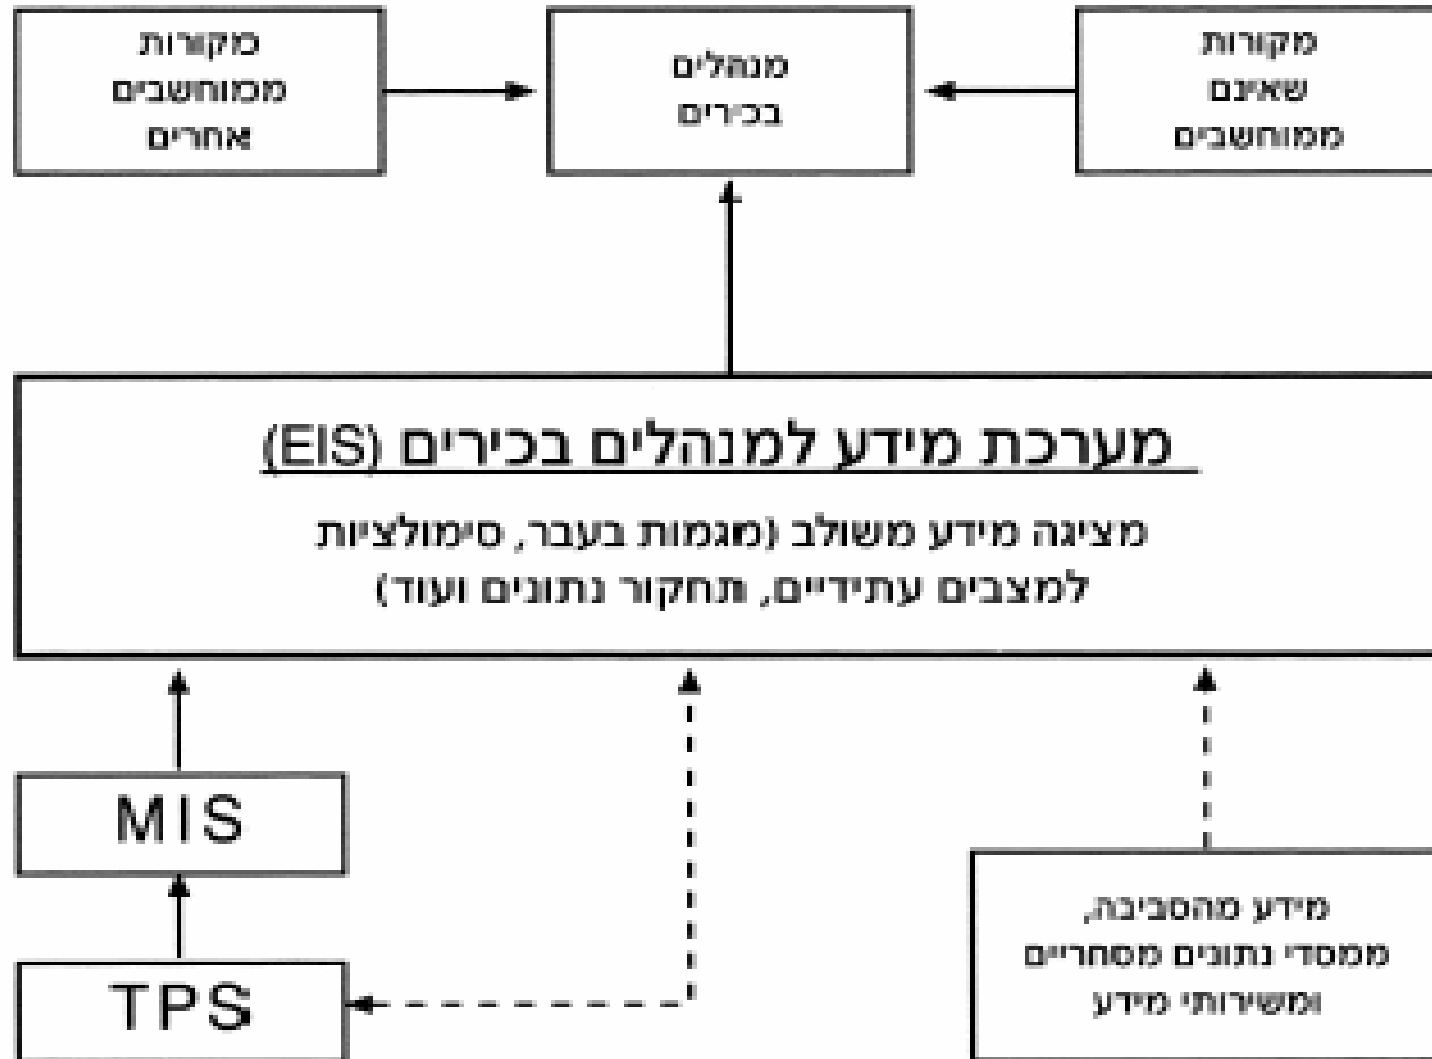 מקורות
ממוחשבים
אחרים
מנהלים
בכירים
מקורות
שאינם
ממוחשבים
מערכת מידע למנהלים בכירים (EIS)
מציגה מידע משולב (מגמות בעבר, סימולציות
למצבים עתידיים, תחקור נתונים ועוד)
MIS
TPS
מידע מהסביבה,
ממסדי נתונים מסחריים
ומשירותי מידע